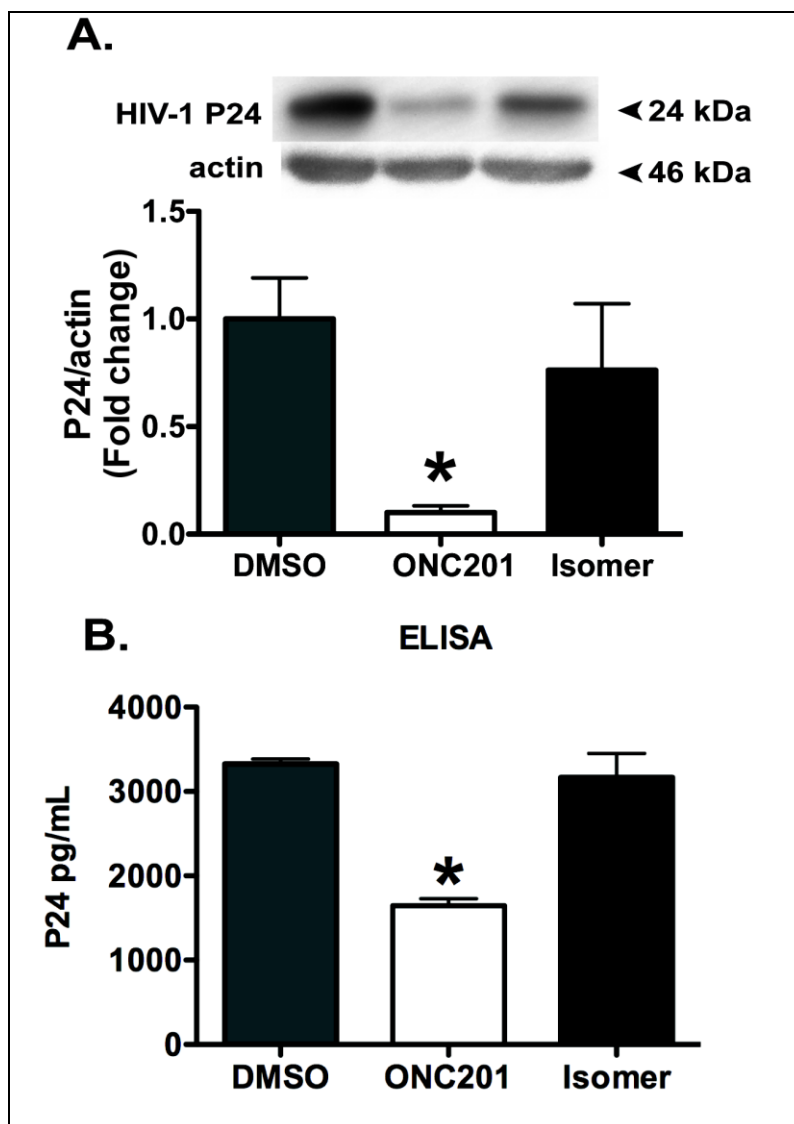 A.
HIV-1 P24
24 kDa
actin
46 kDa
P24/actin
(Fold change)
1.5
1.0
0.5
0.0
*
DMSO ONC201 Isomer
B. ELISA
P24 pg/mL
4000
3000
2000
1000
0
*
DMSO ONC201 Isomer